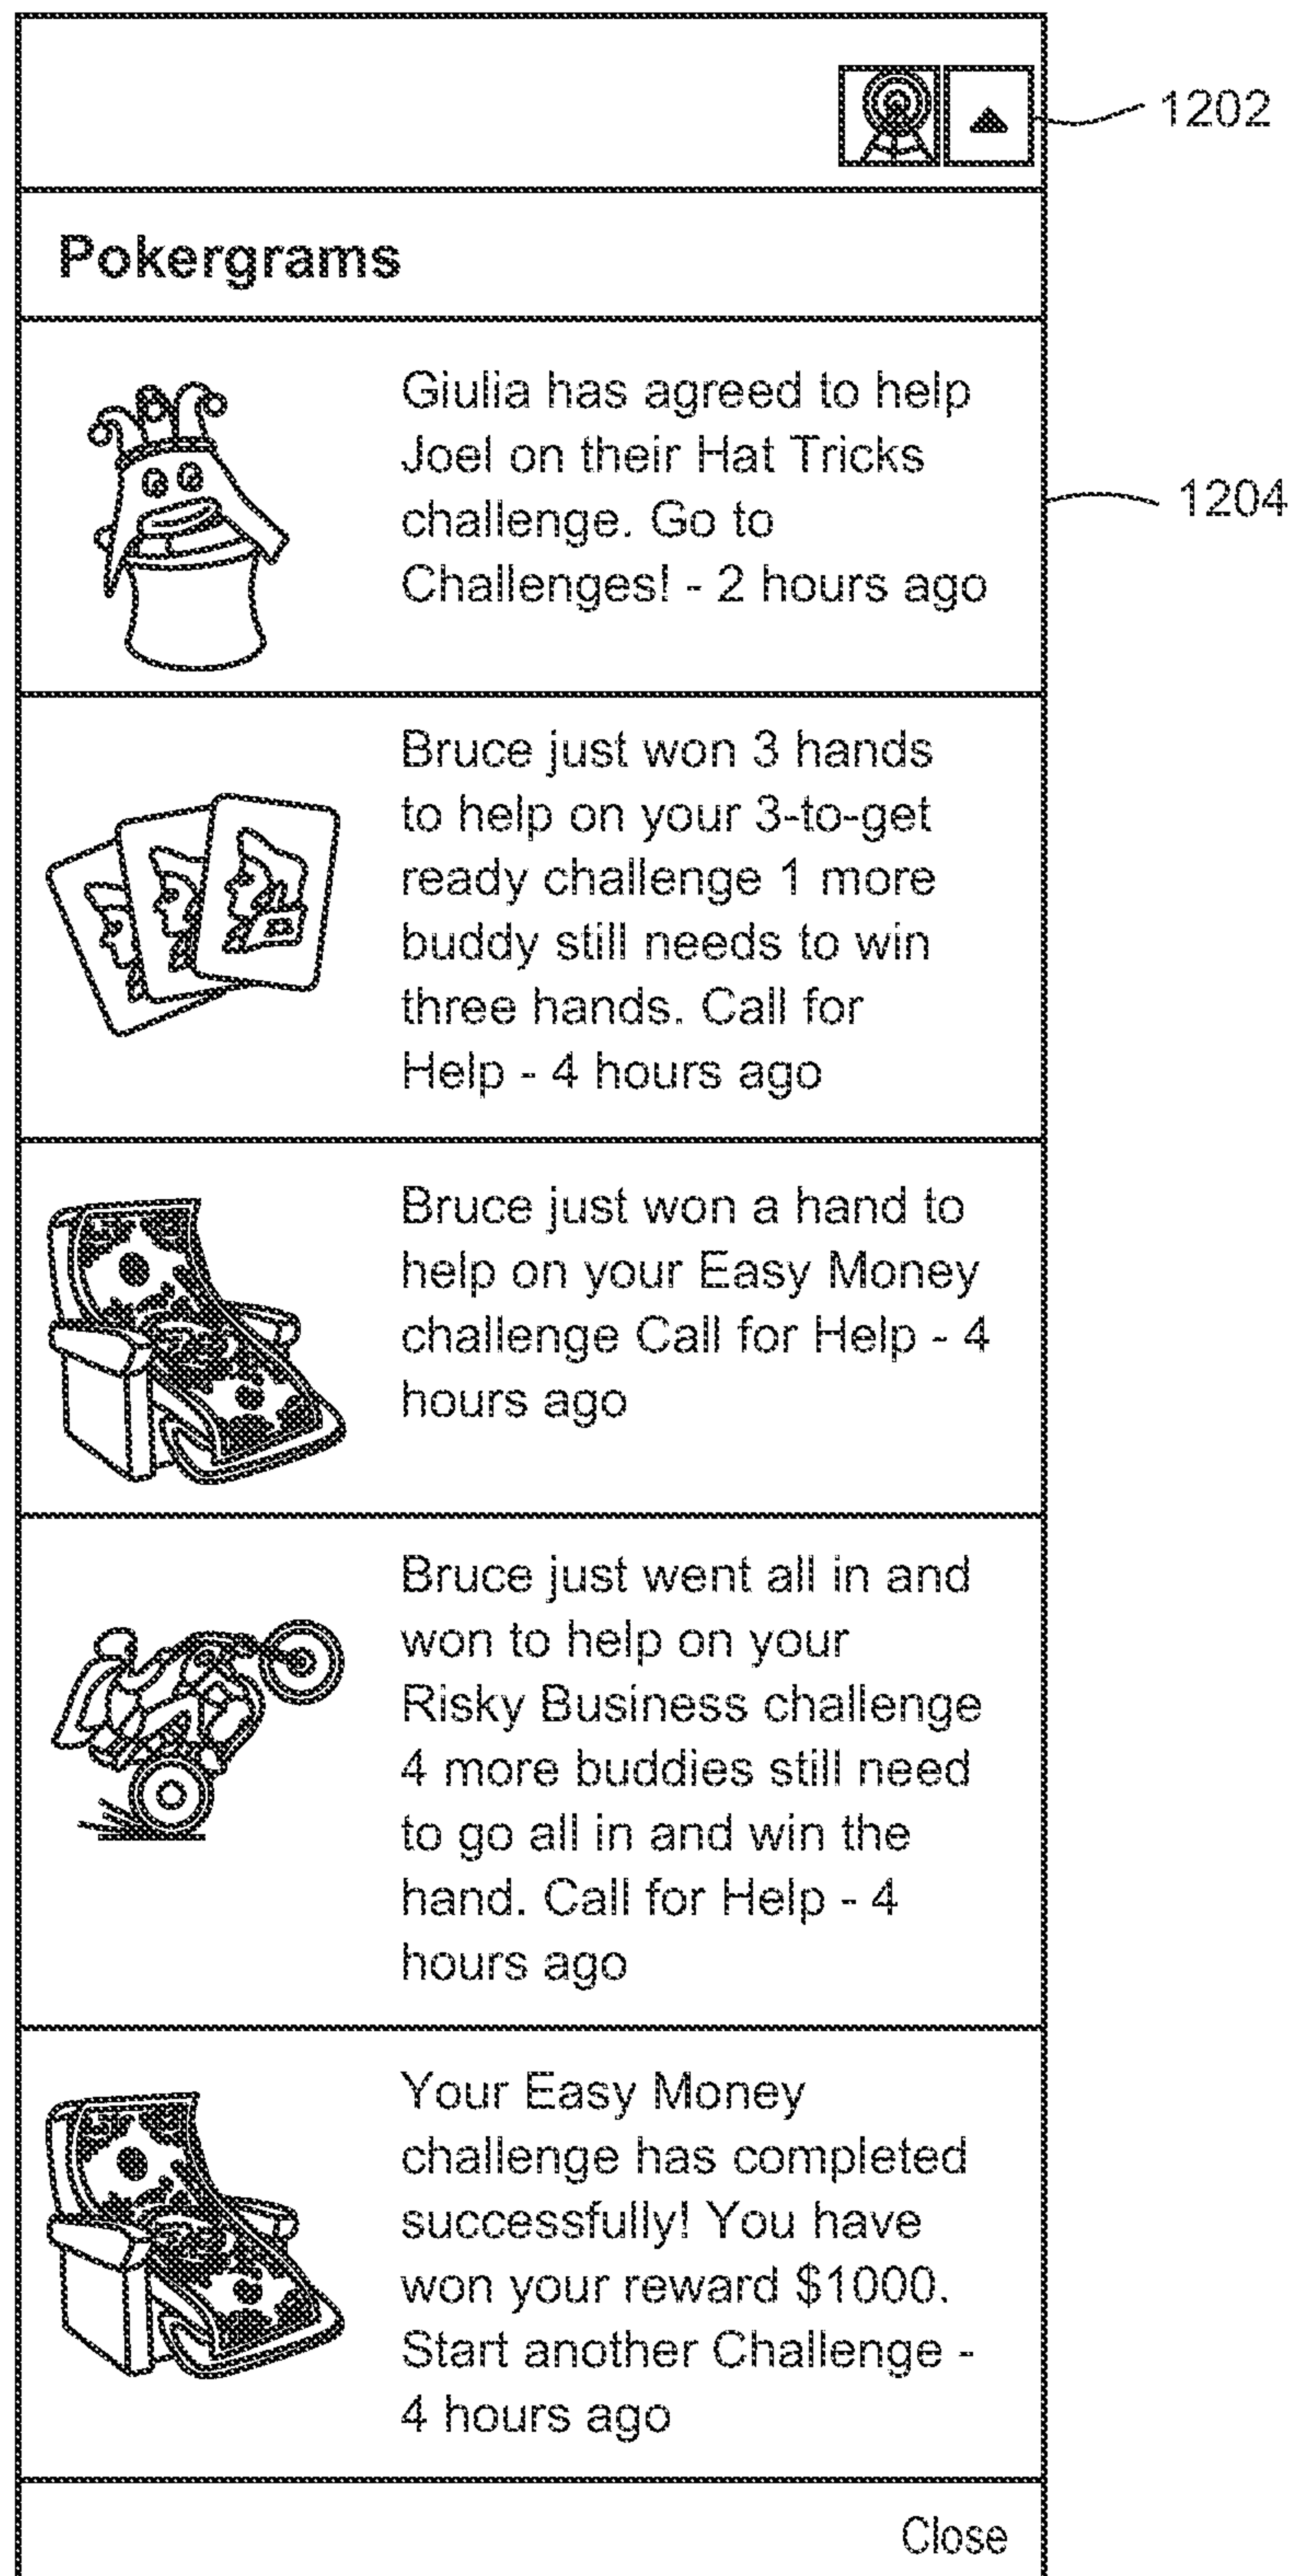 1202
Pokergrams
Giulia has agreed to help
Joel on their Hat Tricks
challenge. Go to
Challenges! - 2 hours ago
1204
Bruce just won 3 hands
to help on your 3-to-get
ready challenge 1 more
buddy still needs to win
three hands. Call for
Help - 4 hours ago
Bruce just won a hand to
help on your Easy Money
challenge Call for Help - 4
hours ago
Bruce just went all in and
won to help on your
Risky Business challenge
4 more buddies still need
to go all in and win the
hand. Call for Help - 4
hours ago
Your Easy Money
challenge has completed
successfully! You have
won your reward $1000.
Start another Challenge -
4 hours ago
Close